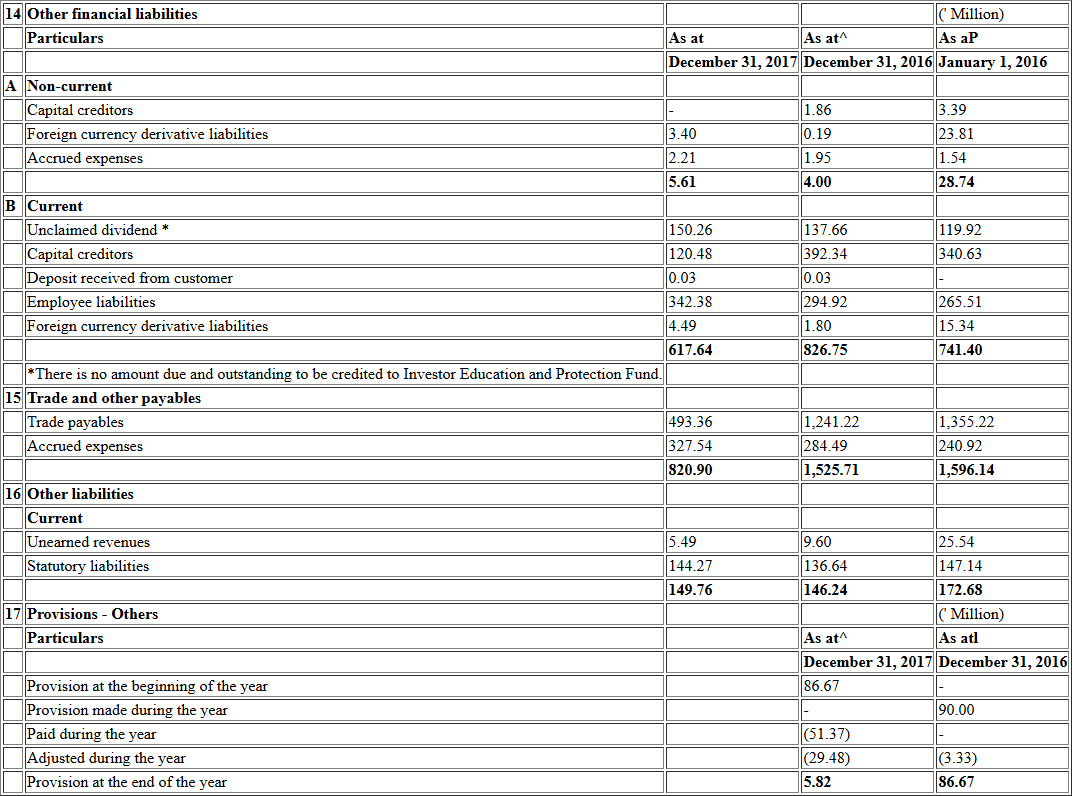 14 Other financial liabilities (' Million)
Particulars As at As at^ As aP
December 31, 2017 December 31, 2016 January 1, 2016
A Non-current
Capital creditors - 1.86 3.39
Foreign currency derivative liabilities 3.40 0.19 23.81
Accrued expenses 2.21 1.95 1.54
5.61 4.00 28.74
B Current
Unclaimed dividend * 150.26 137.66 119.92
Capital creditors 120.48 392.34 340.63
Deposit received from customer 0.03 0.03 -
Employee liabilities 342.38 294.92 265.51
Foreign currency derivative liabilities 4.49 1.80 15.34
617.64 826.75 741.40
*There is no amount due and outstanding to be credited to Investor Education and Protection Fund.
15 Trade and other payables
Trade payables 493.36 1,241.22 1,355.22
Accrued expenses 327.54 284.49 240.92
820.90 1,525.71 1,596.14
16 Other liabilities
Current
Unearned revenues 5.49 9.60 25.54
Statutory liabilities 144.27 136.64 147.14
149.76 146.24 172.68
17 Provisions - Others (' Million)
Particulars As at^ As atl
December 31, 2017 December 31, 2016
Provision at the beginning of the year 86.67 -
Provision made during the year - 90.00
Paid during the year (51.37) -
Adjusted during the year (29.48) (3.33)
Provision at the end of the year 5.82 86.67